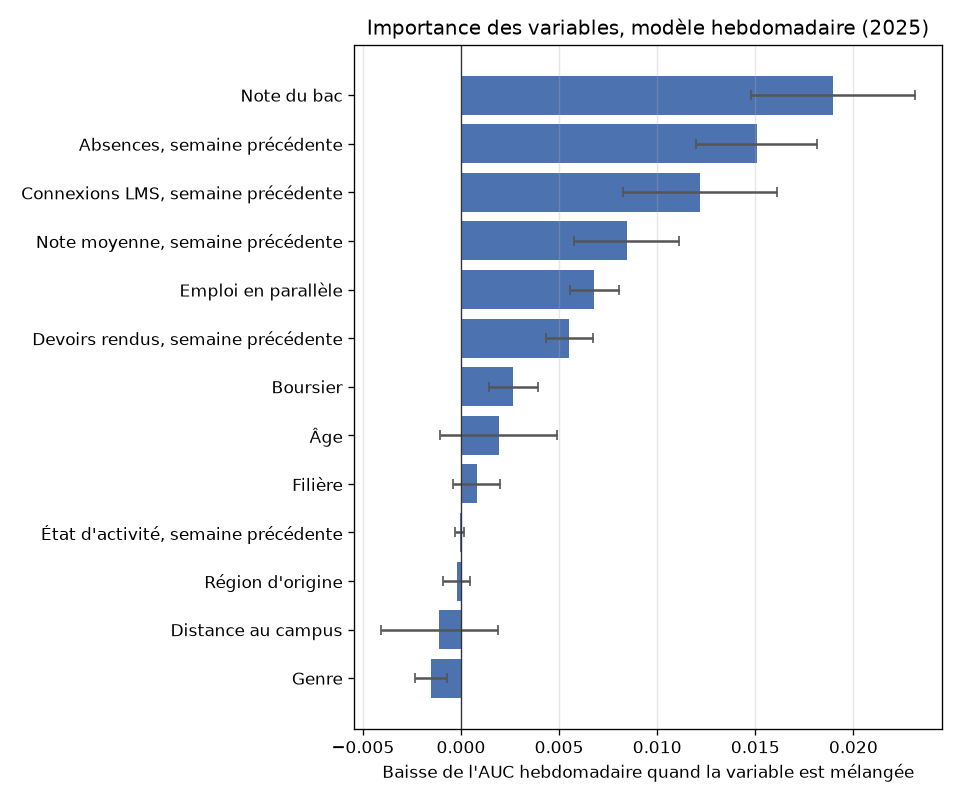 Importance des variables, modèle hebdomadaire (2025)
Note du bac
Absences, semaine précédente
Connexions LMS, semaine précédente
Note moyenne, semaine précédente
Emploi en parallèle
Devoirs rendus, semaine précédente
Boursier
Âge
Filière
État d'activité, semaine précédente
Région d'origine
Distance au campus
Genre
−0.005 0.000 0.005 0.010 0.015 0.020
Baisse de l'AUC hebdomadaire quand la variable est mélangée